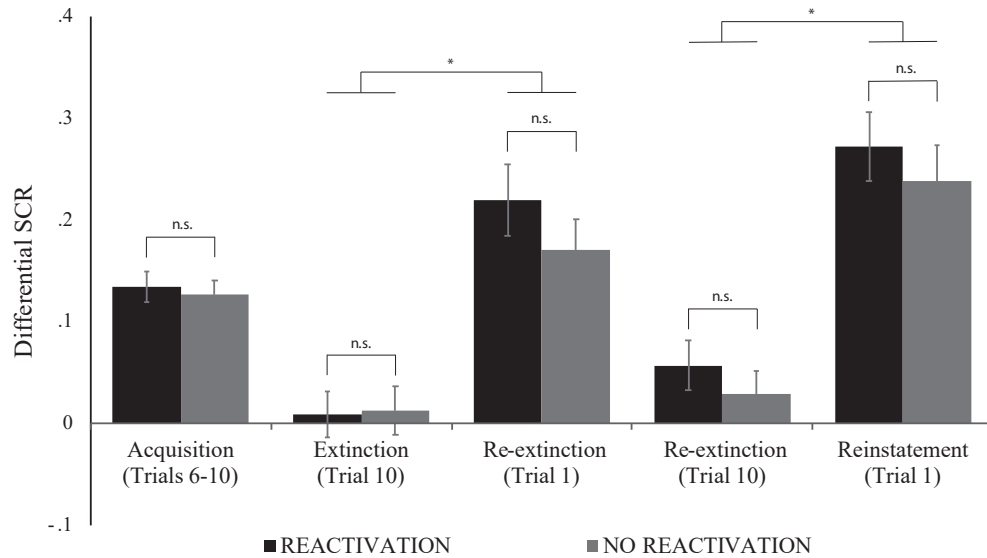 .4
*
*
n.s.
.3
n.s.
Differential SCR
.2
n.s.
n.s.
.1
n.s.
0
Acquisition Extinction Re-extinction Re-extinction Reinstatement
(Trials 6-10) (Trial 10) (Trial 1) (Trial 10) (Trial 1)
-.1
REACTIVATION NO REACTIVATION